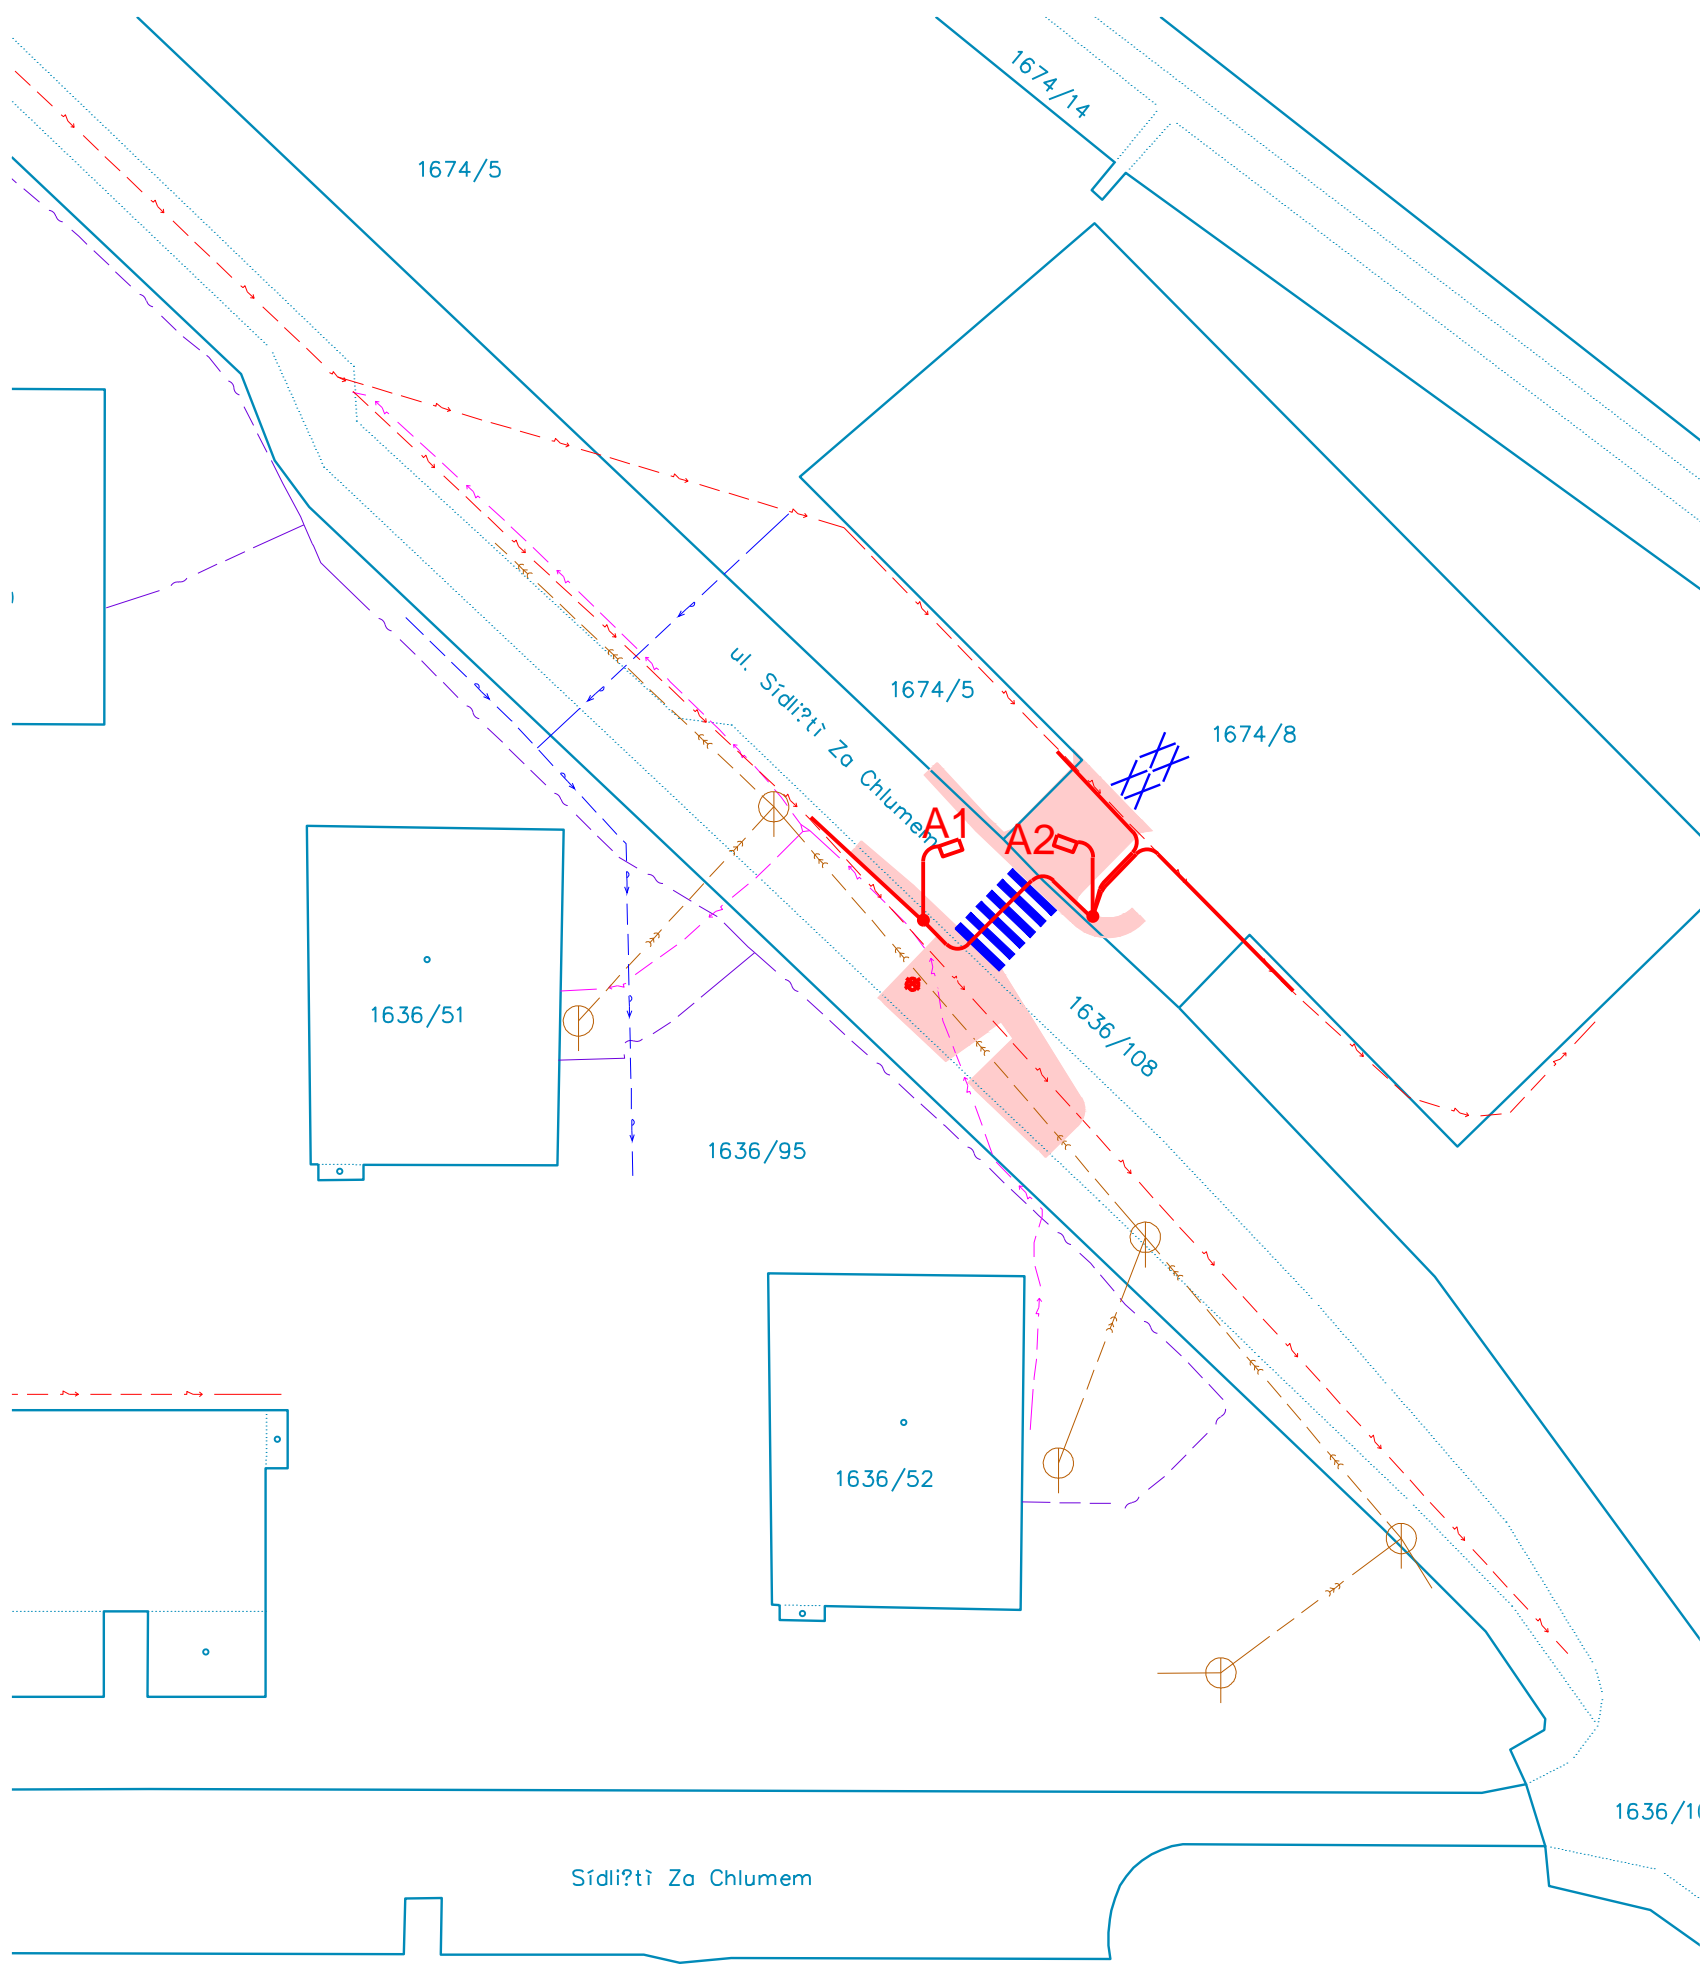 1674/14
1674/5
ul. Sídli?tì Za Chlumem
1674/5
1674/8
A1
A2
1636/51
1636/108
1636/95
1636/52
1636/1
Sídli?tì Za Chlumem